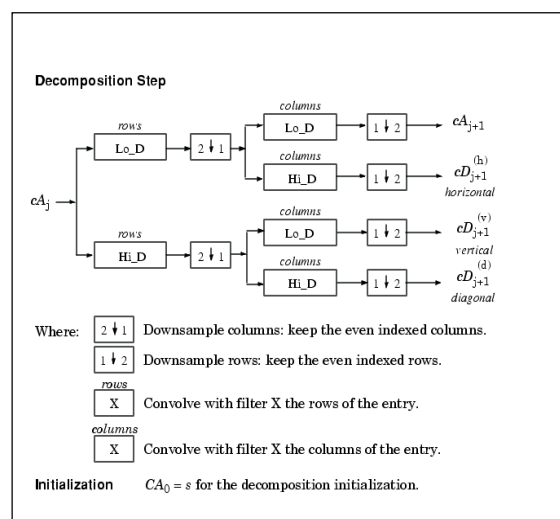 Decomposition Step
columns
rows
Lo_D
2 ↓ 1
Lo_D
1 ↓ 2
cA j+1
columns
Hi_D
1 ↓ 2
cD j+1 (h)
horizontal
cA j
columns
rows
Hi_D
2 ↓ 1
Lo_D
1 ↓ 2
cD j+1 (v)
vertical
columns
Hi_D
1 ↓ 2
cD j+1 (d)
diagonal
Where: 2 ↓ 1 Downsample columns: keep the even indexed columns.
1 ↓ 2 Downsample rows: keep the even indexed rows.
rows
X Convolve with filter X the rows of the entry.
columns
X Convolve with filter X the columns of the entry.
Initialization CA0 = s for the decomposition initialization.